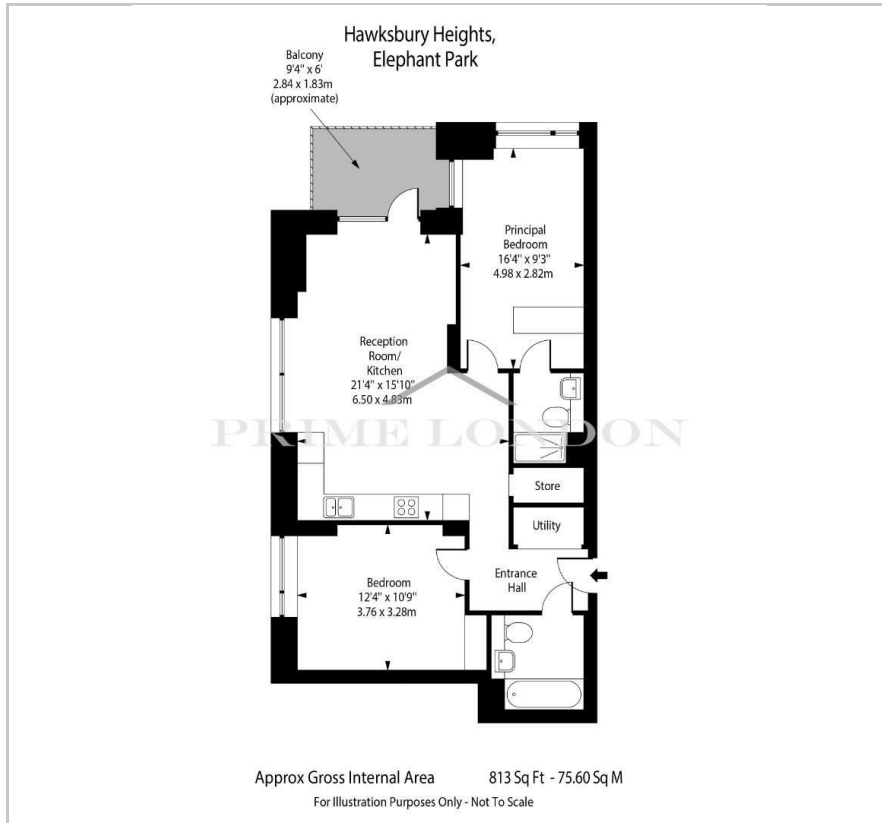 Hawksbury Heights,
Elephant Park
Balcony
9'4" x 6'
2.84 x 1.83m
(approximate)
Principal
Bedroom
16'4" x 9'3"
4.98 x 2.82m
Reception
Room/
Kitchen
21'4" x 15'10"
6.50 x 4.83m
PRIME LONDON
Store
Utility
Entrance
Hall
Bedroom
12'4" x 10'9"
3.76 x 3.28m
Approx Gross Internal Area 813 Sq Ft - 75.60 Sq M
For Illustration Purposes Only - Not To Scale